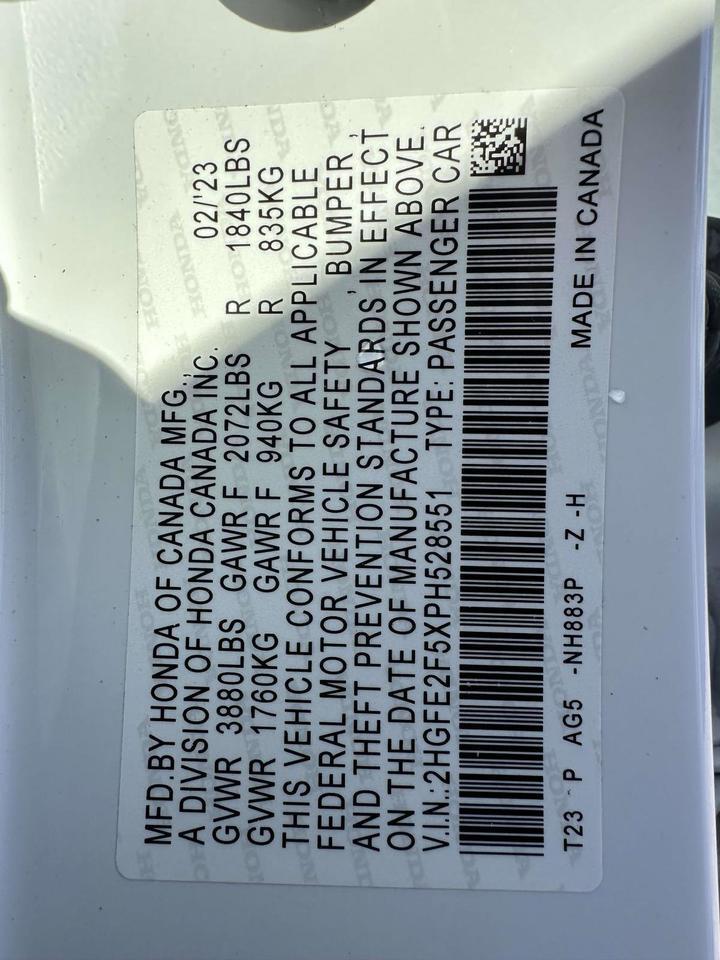 MFD.BY HONDA OF CANADA MFG.,
A DIVISION OF HONDA CANADA INC. 02/'23
GVWR 3880LBS GAWR F 2072LBS R 1840LBS
GVWR 1760KG GAWR F 940KG R 835KG
THIS VEHICLE CONFORMS TO ALL APPLICABLE
FEDERAL MOTOR VEHICLE SAFETY , BUMPER ,
AND THEFT PREVENTION STANDARDS IN EFFECT
ON THE DATE OF MANUFACTURE SHOWN ABOVE.
V.I.N.:2HGFE2F5XPH528551 TYPE: PASSENGER CAR
T23 P AG5 -NH883P -Z -H MADE IN CANADA